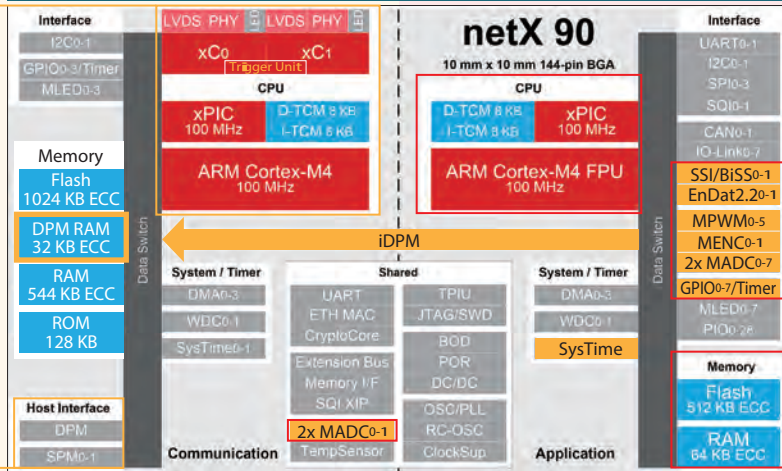 Interface
I2C0-1
GPIO0-3/Timer
MLED0-3
Memory
Flash
1024 KB ECC
DPM RAM
32 KB ECC
RAM
544 KB ECC
ROM
128 KB
Host Interface
DPM
SPM0-1
Data Switch
LVDS PHY LED LVDS PHY LED
xC0 xC1
Trigger Unit
CPU
xPIC
100 MHz
D-TCM 8 KB
I-TCM 8 KB
ARM Cortex-M4
100 MHz
netX 90
10 mm x 10 mm 144-pin BGA
CPU
D-TCM 8 KB
I-TCM 8 KB
xPIC
100 MHz
ARM Cortex-M4 FPU
100 MHz
iDPM
System / Timer
DMA0-3
WDC0-1
SysTime0-1
Communication
Shared
UART
ETH MAC
CryptoCore
Extension Bus
Memory I/F
SQI XIP
2x MADC0-1
TempSensor
TPIU
JTAG/SWD
BOD
POR
DC/DC
OSC/PLL
RC-OSC
ClockSup
System / Timer
DMA0-3
WDC0-1
SysTime
Application
Data Switch
Interface
UART0-1
I2C0-1
SPI0-3
SQI0-1
CAN0-1
IO-Link0-7
SSI/BiSS0-1
EnDat2.20-1
MPWM0-5
MENC0-1
2x MADC0-7
GPIO0-7/Timer
MLED0-7
PIO0-28
Memory
Flash
512 KB ECC
RAM
64 KB ECC